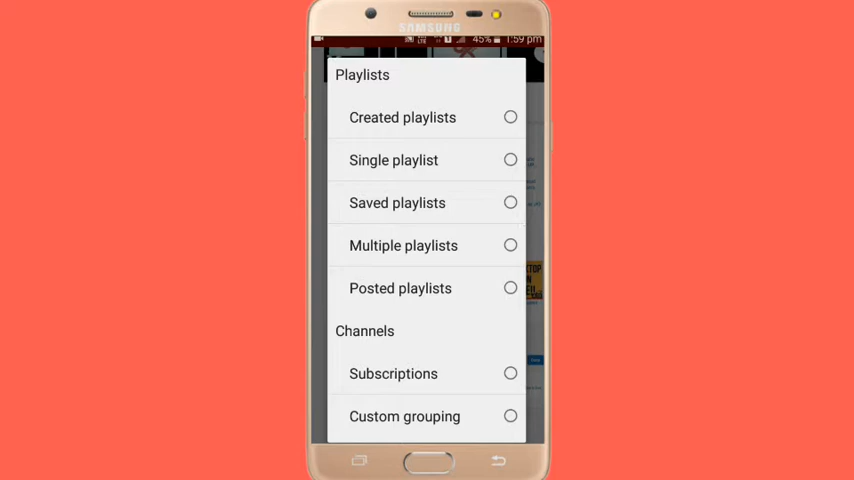 SAMSUNG
45% 1:59 pm
Playlists
Created playlists
Single playlist
Saved playlists
Multiple playlists
Posted playlists
Channels
Subscriptions
Custom grouping